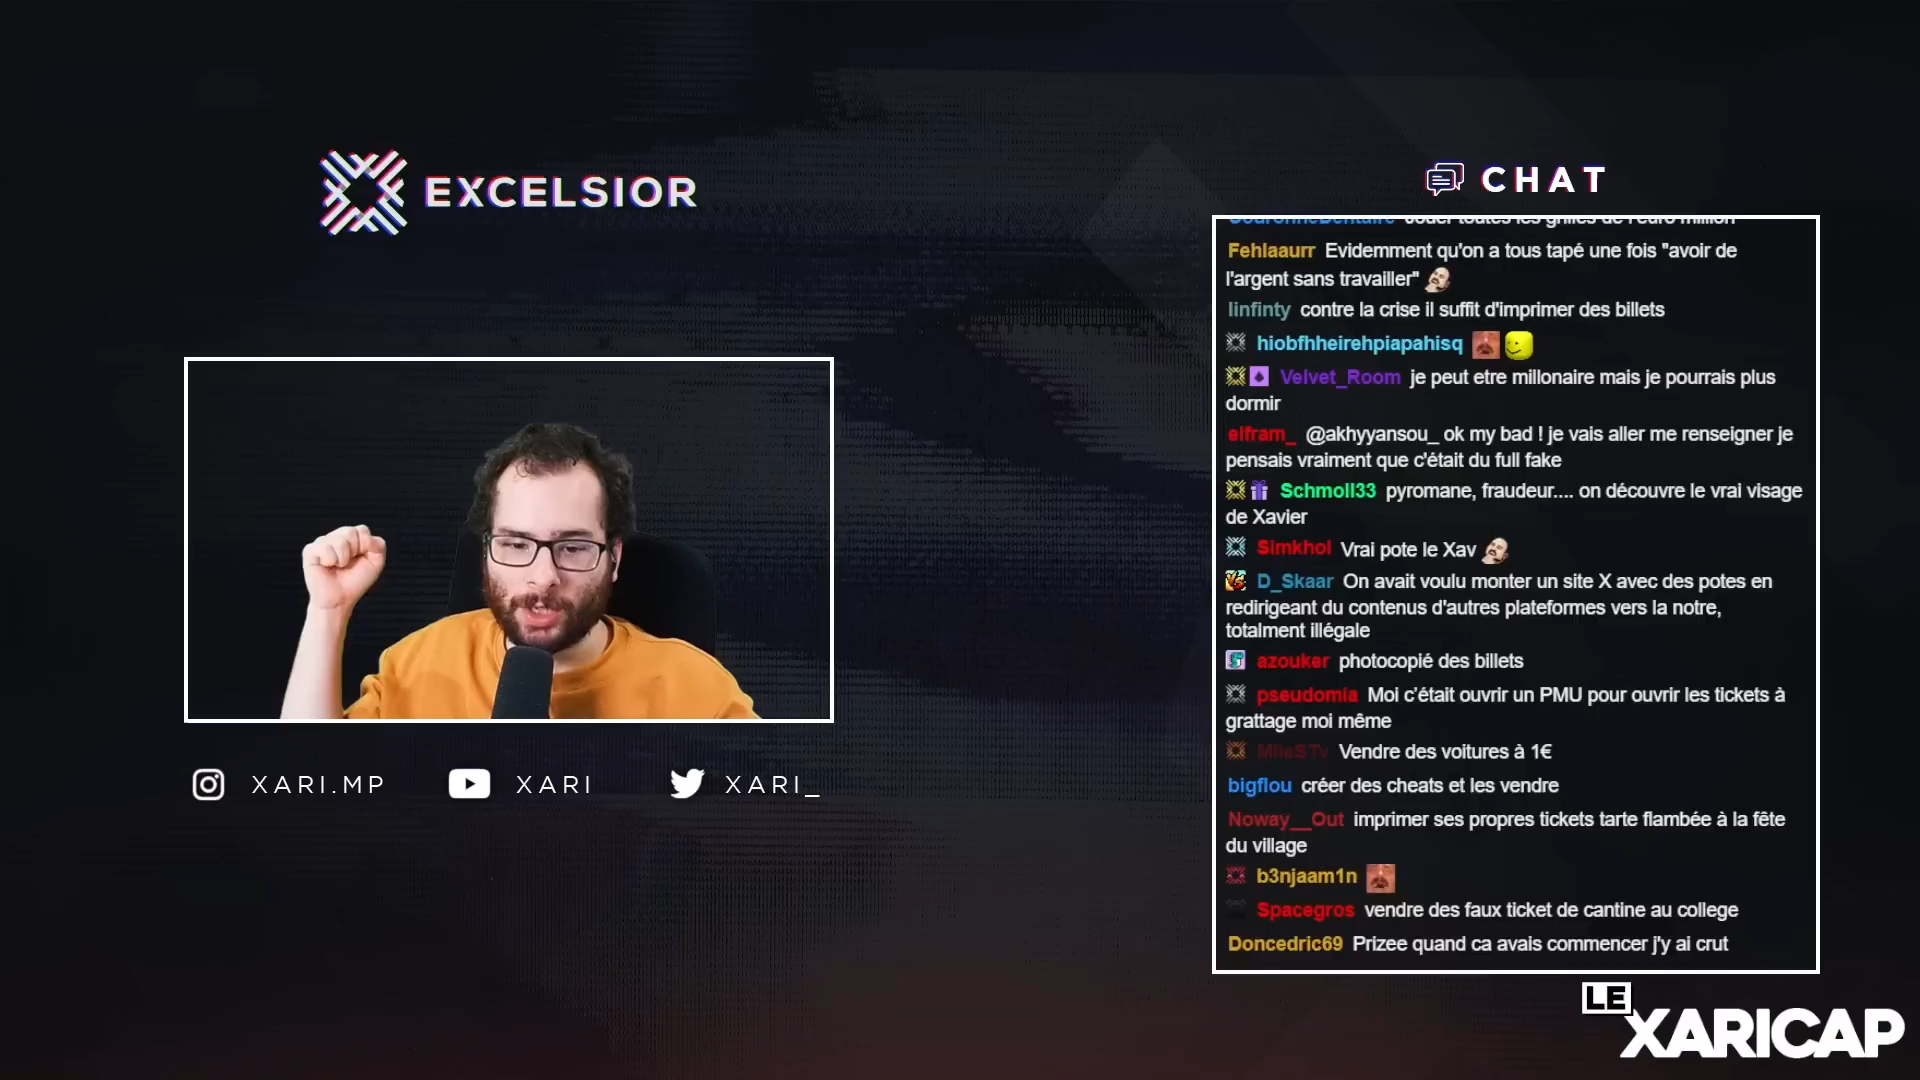 EXCELSIOR
CHAT
Jouer toutes les grilles de l'euro million
Fehlaaurr Evidemment qu'on a tous tapé une fois "avoir de
l'argent sans travailler"
linfinty contre la crise il suffit d'imprimer des billets
hiobfhheirehpiapahisq
Velvet_Room je peut etre millonaire mais je pourrais plus
dormir
elfram_ @akhyyansou_ ok my bad ! je vais aller me renseigner je
pensais vraiment que c'était du full fake
Schmoll33 pyromane, fraudeur.... on découvre le vrai visage
de Xavier
Simkhol Vrai pote le Xav
D_Skaar On avait voulu monter un site X avec des potes en
redirigeant du contenus d'autres plateformes vers la notre,
totalment illégale
azouker photocopié des billets
pseudomia Moi c'était ouvrir un PMU pour ouvrir les tickets à
grattage moi même
Vendre des voitures à 1€
bigflou créer des cheats et les vendre
Noway__Out imprimer ses propres tickets tarte flambée à la fête
du village
b3njaam1n
Spacegros vendre des faux ticket de cantine au college
Doncedric69 Prizee quand ca avais commencer j'y ai crut
XARI.MP
XARI
XARI_
LE
XARICAP